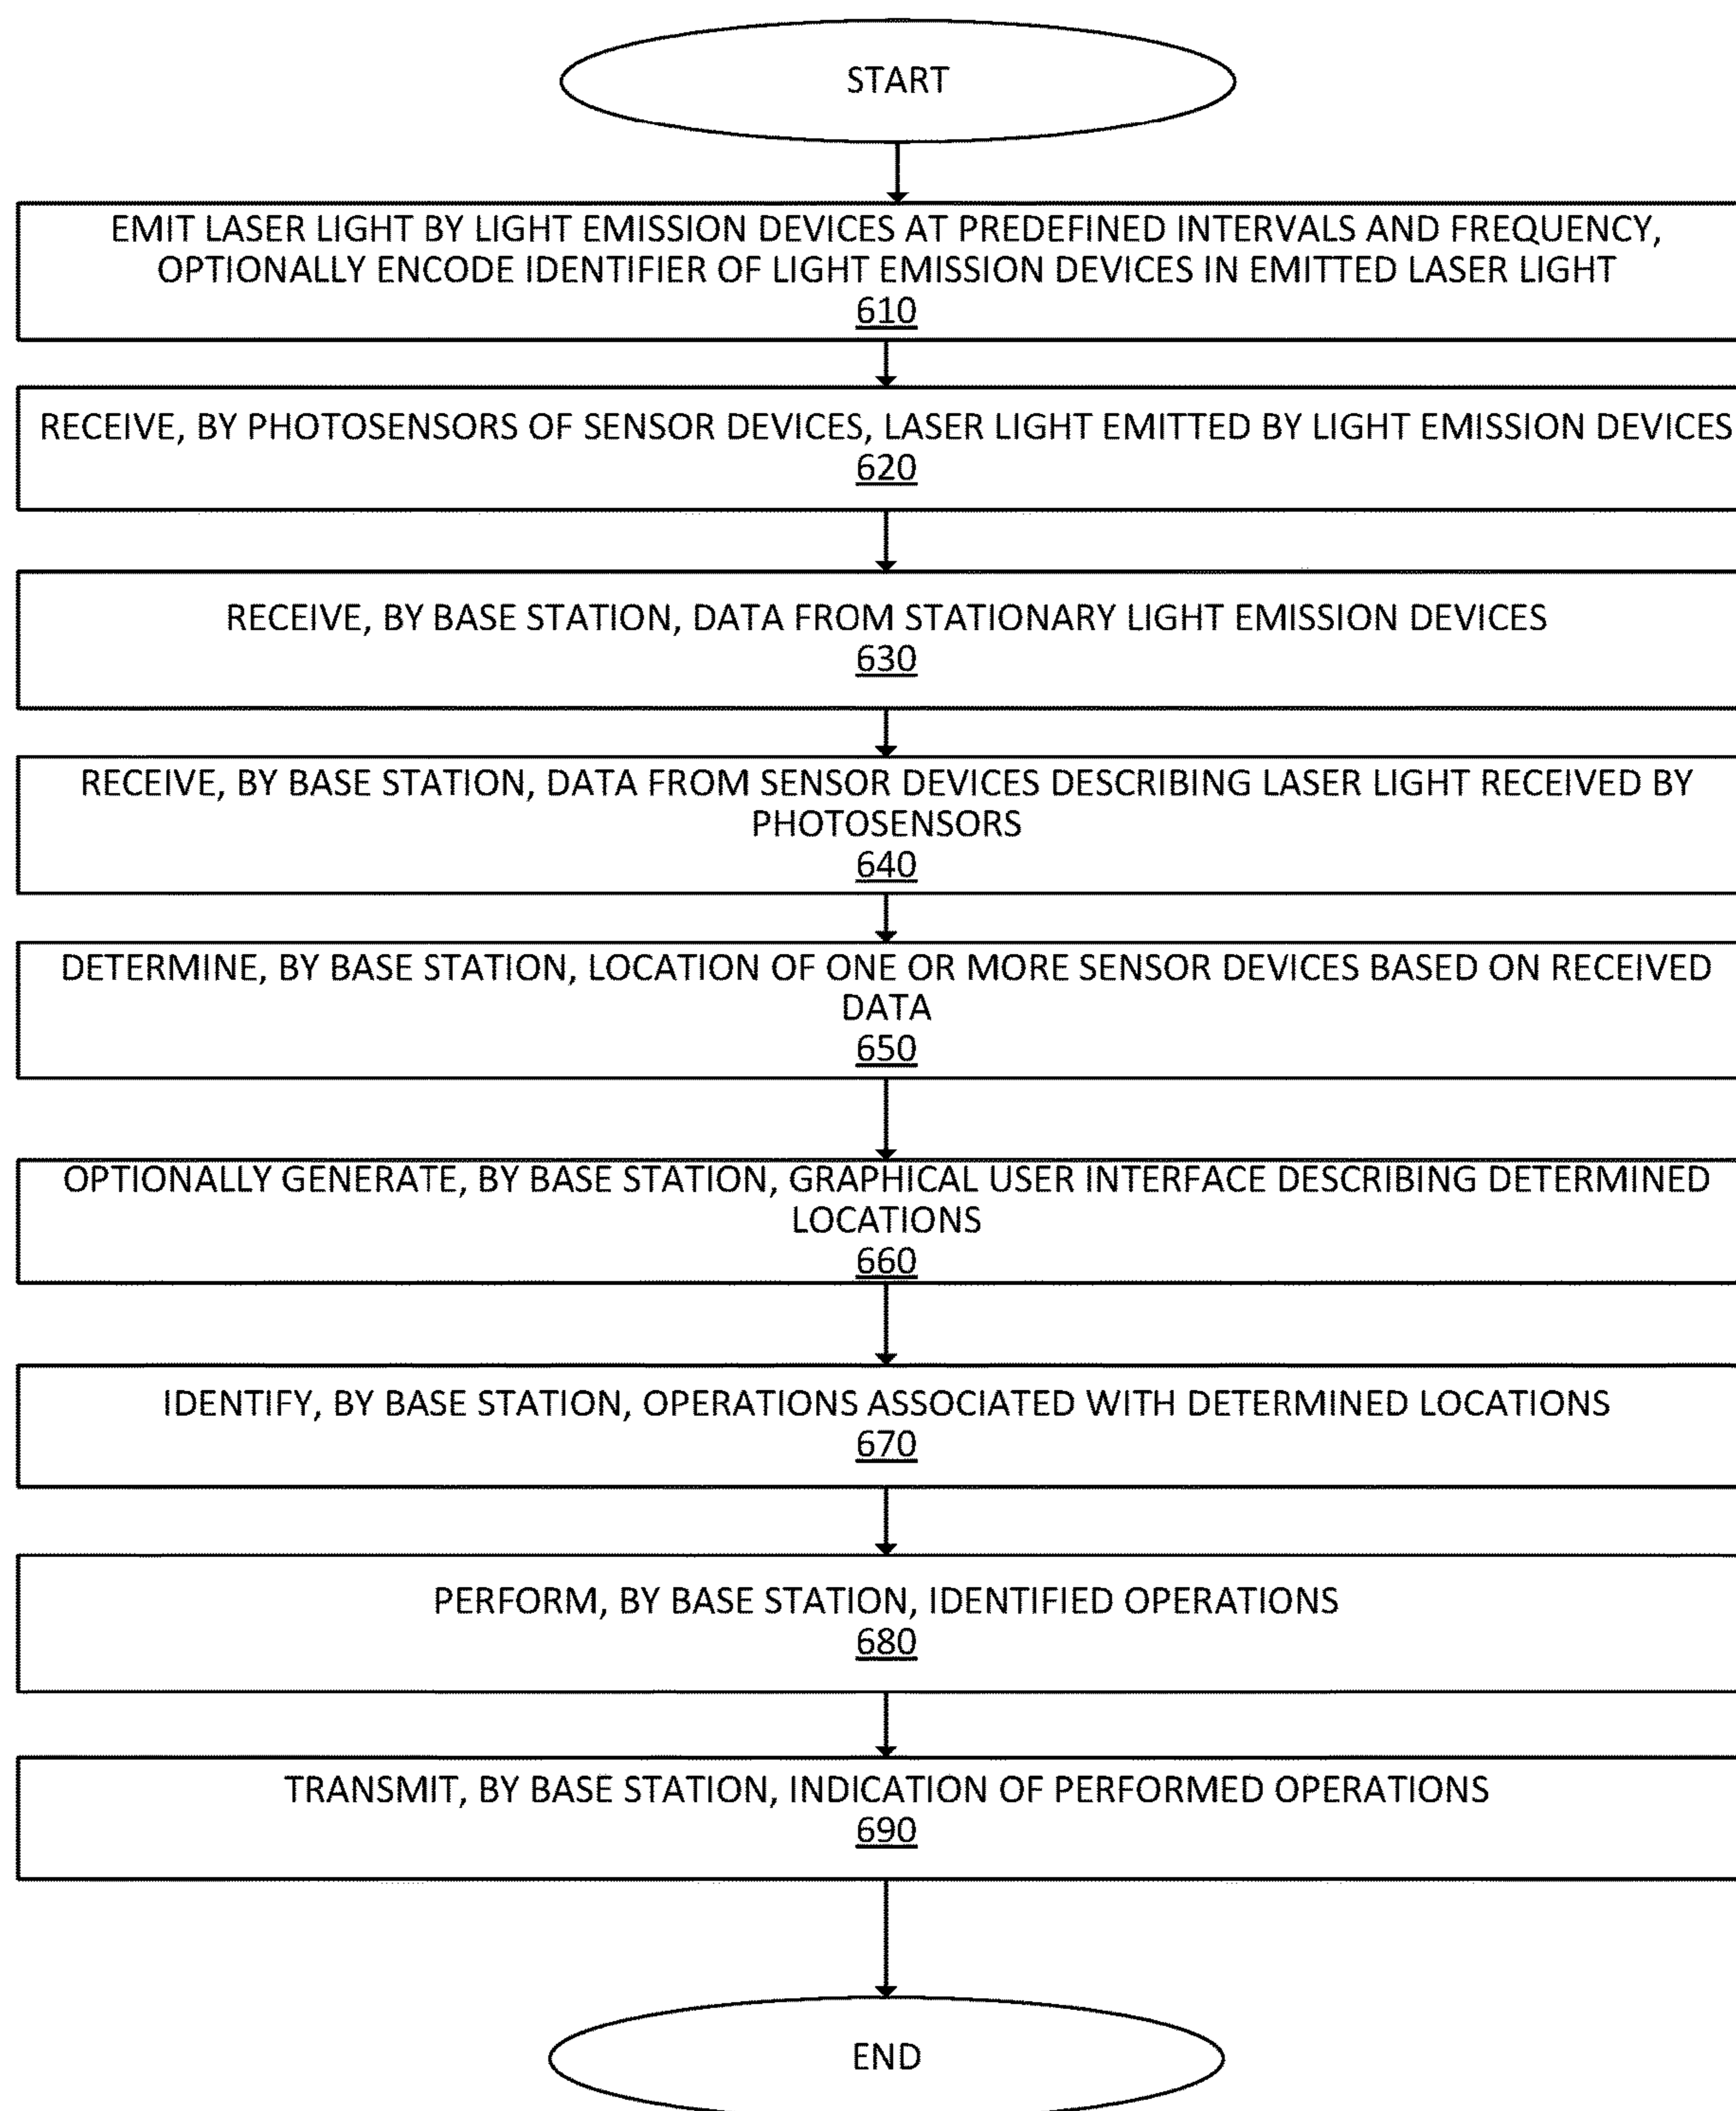 START
EMIT LASER LIGHT BY LIGHT EMISSION DEVICES AT PREDEFINED INTERVALS AND FREQUENCY,
OPTIONALLY ENCODE IDENTIFIER OF LIGHT EMISSION DEVICES IN EMITTED LASER LIGHT
610
RECEIVE, BY PHOTOSENSORS OF SENSOR DEVICES, LASER LIGHT EMITTED BY LIGHT EMISSION DEVICES
620
RECEIVE, BY BASE STATION, DATA FROM STATIONARY LIGHT EMISSION DEVICES
630
RECEIVE, BY BASE STATION, DATA FROM SENSOR DEVICES DESCRIBING LASER LIGHT RECEIVED BY
PHOTOSENSORS
640
DETERMINE, BY BASE STATION, LOCATION OF ONE OR MORE SENSOR DEVICES BASED ON RECEIVED
DATA
650
OPTIONALLY GENERATE, BY BASE STATION, GRAPHICAL USER INTERFACE DESCRIBING DETERMINED
LOCATIONS
660
IDENTIFY, BY BASE STATION, OPERATIONS ASSOCIATED WITH DETERMINED LOCATIONS
670
PERFORM, BY BASE STATION, IDENTIFIED OPERATIONS
680
TRANSMIT, BY BASE STATION, INDICATION OF PERFORMED OPERATIONS
690
END